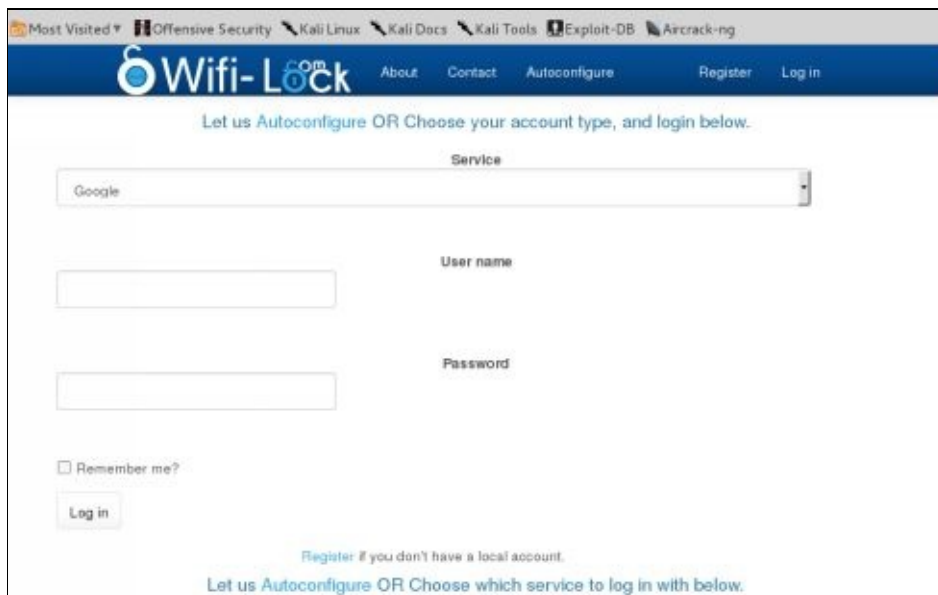 Most Visited Offensive Security Kali Linux Kali Docs Kali Tools Exploit-DB Aircrack-ng
Wifi-Lock com About Contact Autoconfigure Register Log in
Let us Autoconfigure OR Choose your account type, and login below.
Service
Google
User name
Password
Remember me?
Log in
Register if you don't have a local account.
Let us Autoconfigure OR Choose which service to log in with below.